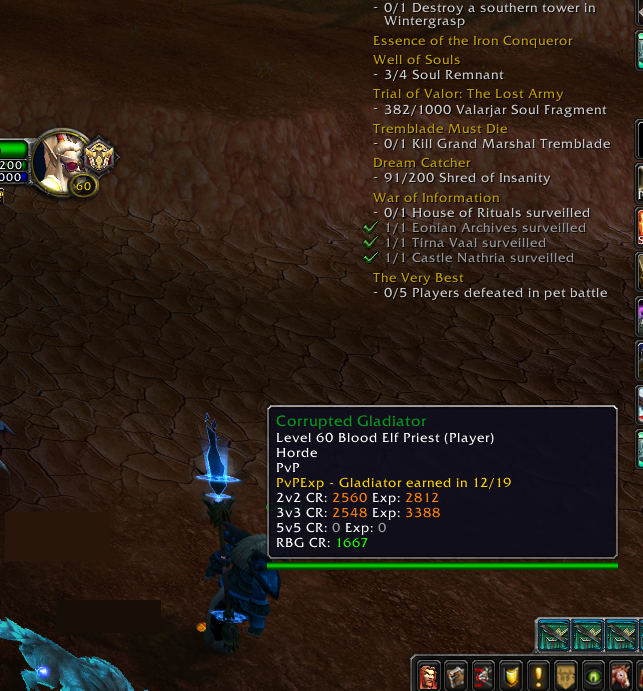 - 0/1 Destroy a southern tower in
Wintergrasp
Essence of the Iron Conqueror
Well of Souls
- 3/4 Soul Remnant
Trial of Valor: The Lost Army
- 382/1000 Valarjar Soul Fragment
Tremblade Must Die
- 0/1 Kill Grand Marshal Tremblade
Dream Catcher
- 91/200 Shred of Insanity
War of Information
- 0/1 House of Rituals surveilled
1/1 Eonian Archives surveilled
1/1 Tirna Vaal surveilled
1/1 Castle Nathria surveilled
The Very Best
- 0/5 Players defeated in pet battle
200
000
60
Corrupted Gladiator
Level 60 Blood Elf Priest (Player)
Horde
PvP
PvPExp - Gladiator earned in 12/19
2v2 CR: 2560 Exp: 2812
3v3 CR: 2548 Exp: 3388
5v5 CR: 0 Exp: 0
RBG CR: 1667